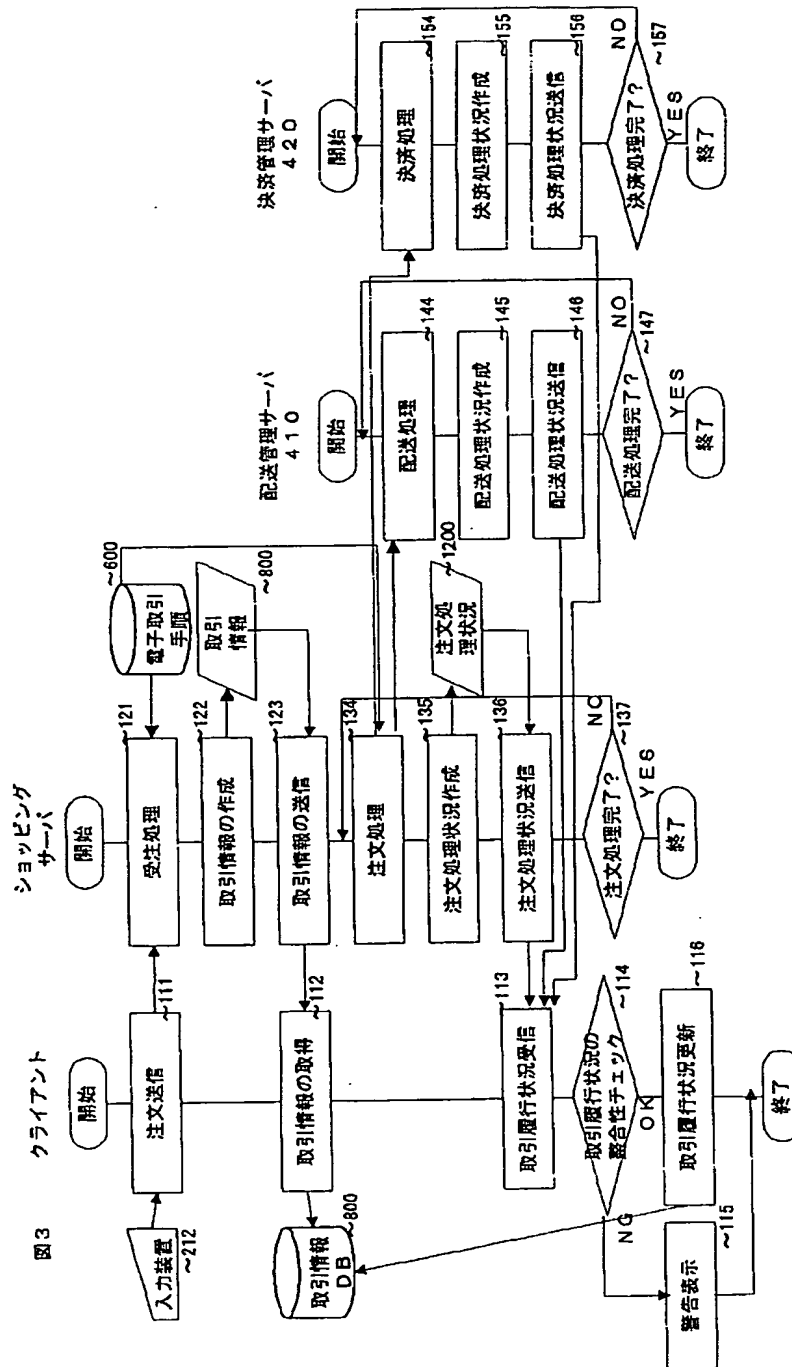 図3
クライアント
開始
入力装置
~212
注文送信
~111
取引情報の取得
~112
取引情報
DB
~800
取引履行状況受信
~113
取引履行状況の
整合性チェック
~114
NG
OK
警告表示
~115
取引履行状況更新
~116
終了
ショッピング
サーバ
開始
受注処理
~121
電子取引
手順
~600
取引情報の作成
~122
取引
情報
~800
取引情報の送信
~123
注文処理
~134
注文処理状況作成
~135
注文処
理状況
~1200
注文処理状況送信
~136
注文処理完了?
~137
NO
YES
終了
配送管理サーバ
410
開始
配送処理
~144
配送処理状況作成
~145
配送処理状況送信
~146
配送処理完了?
~147
NO
YES
終了
決済管理サーバ
420
開始
決済処理
~154
決済処理状況作成
~155
決済処理状況送信
~156
決済処理完了?
~157
NO
YES
終了